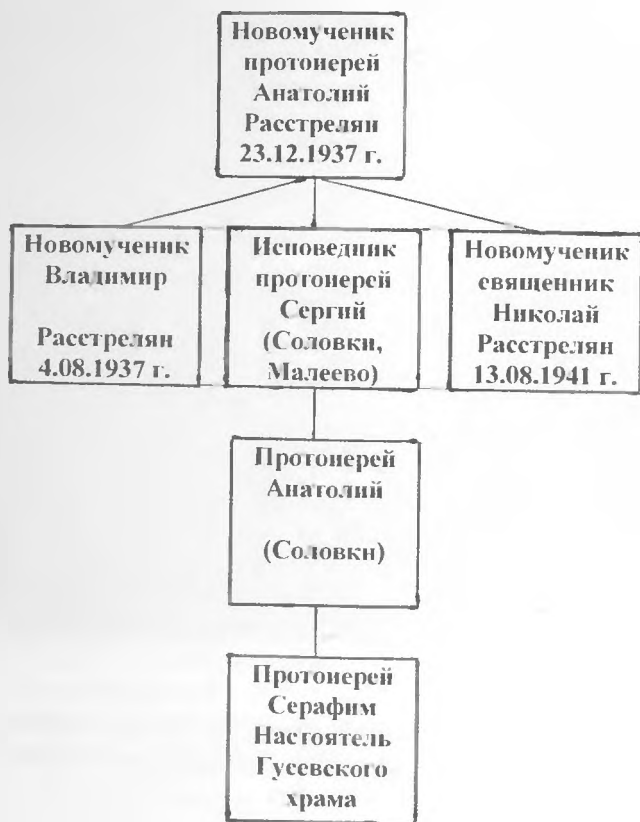 Новомученик
протоиерей
Анатолий
Расстрелян
23.12.1937 г.
Новомученик
Владимир
Расстрелян
4.08.1937 г.
Исповедник
протоиерей
Сергий
(Соловки,
Малеево)
Новомученик
священник
Николай
Расстрелян
13.08.1941 г.
Протоиерей
Анатолий
(Соловки)
Протоиерей
Серафим
Настоятель
Гусевского
храма